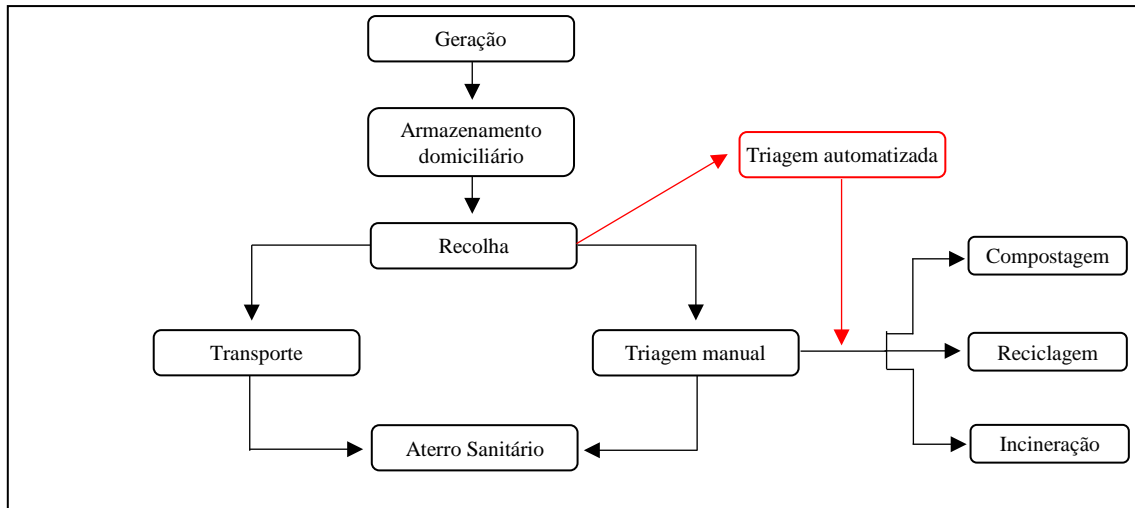 Geração
Armazenamento
domiciliário
Triagem automatizada
Recolha
Compostagem
Transporte
Triagem manual
Reciclagem
Aterro Sanitário
Incineração